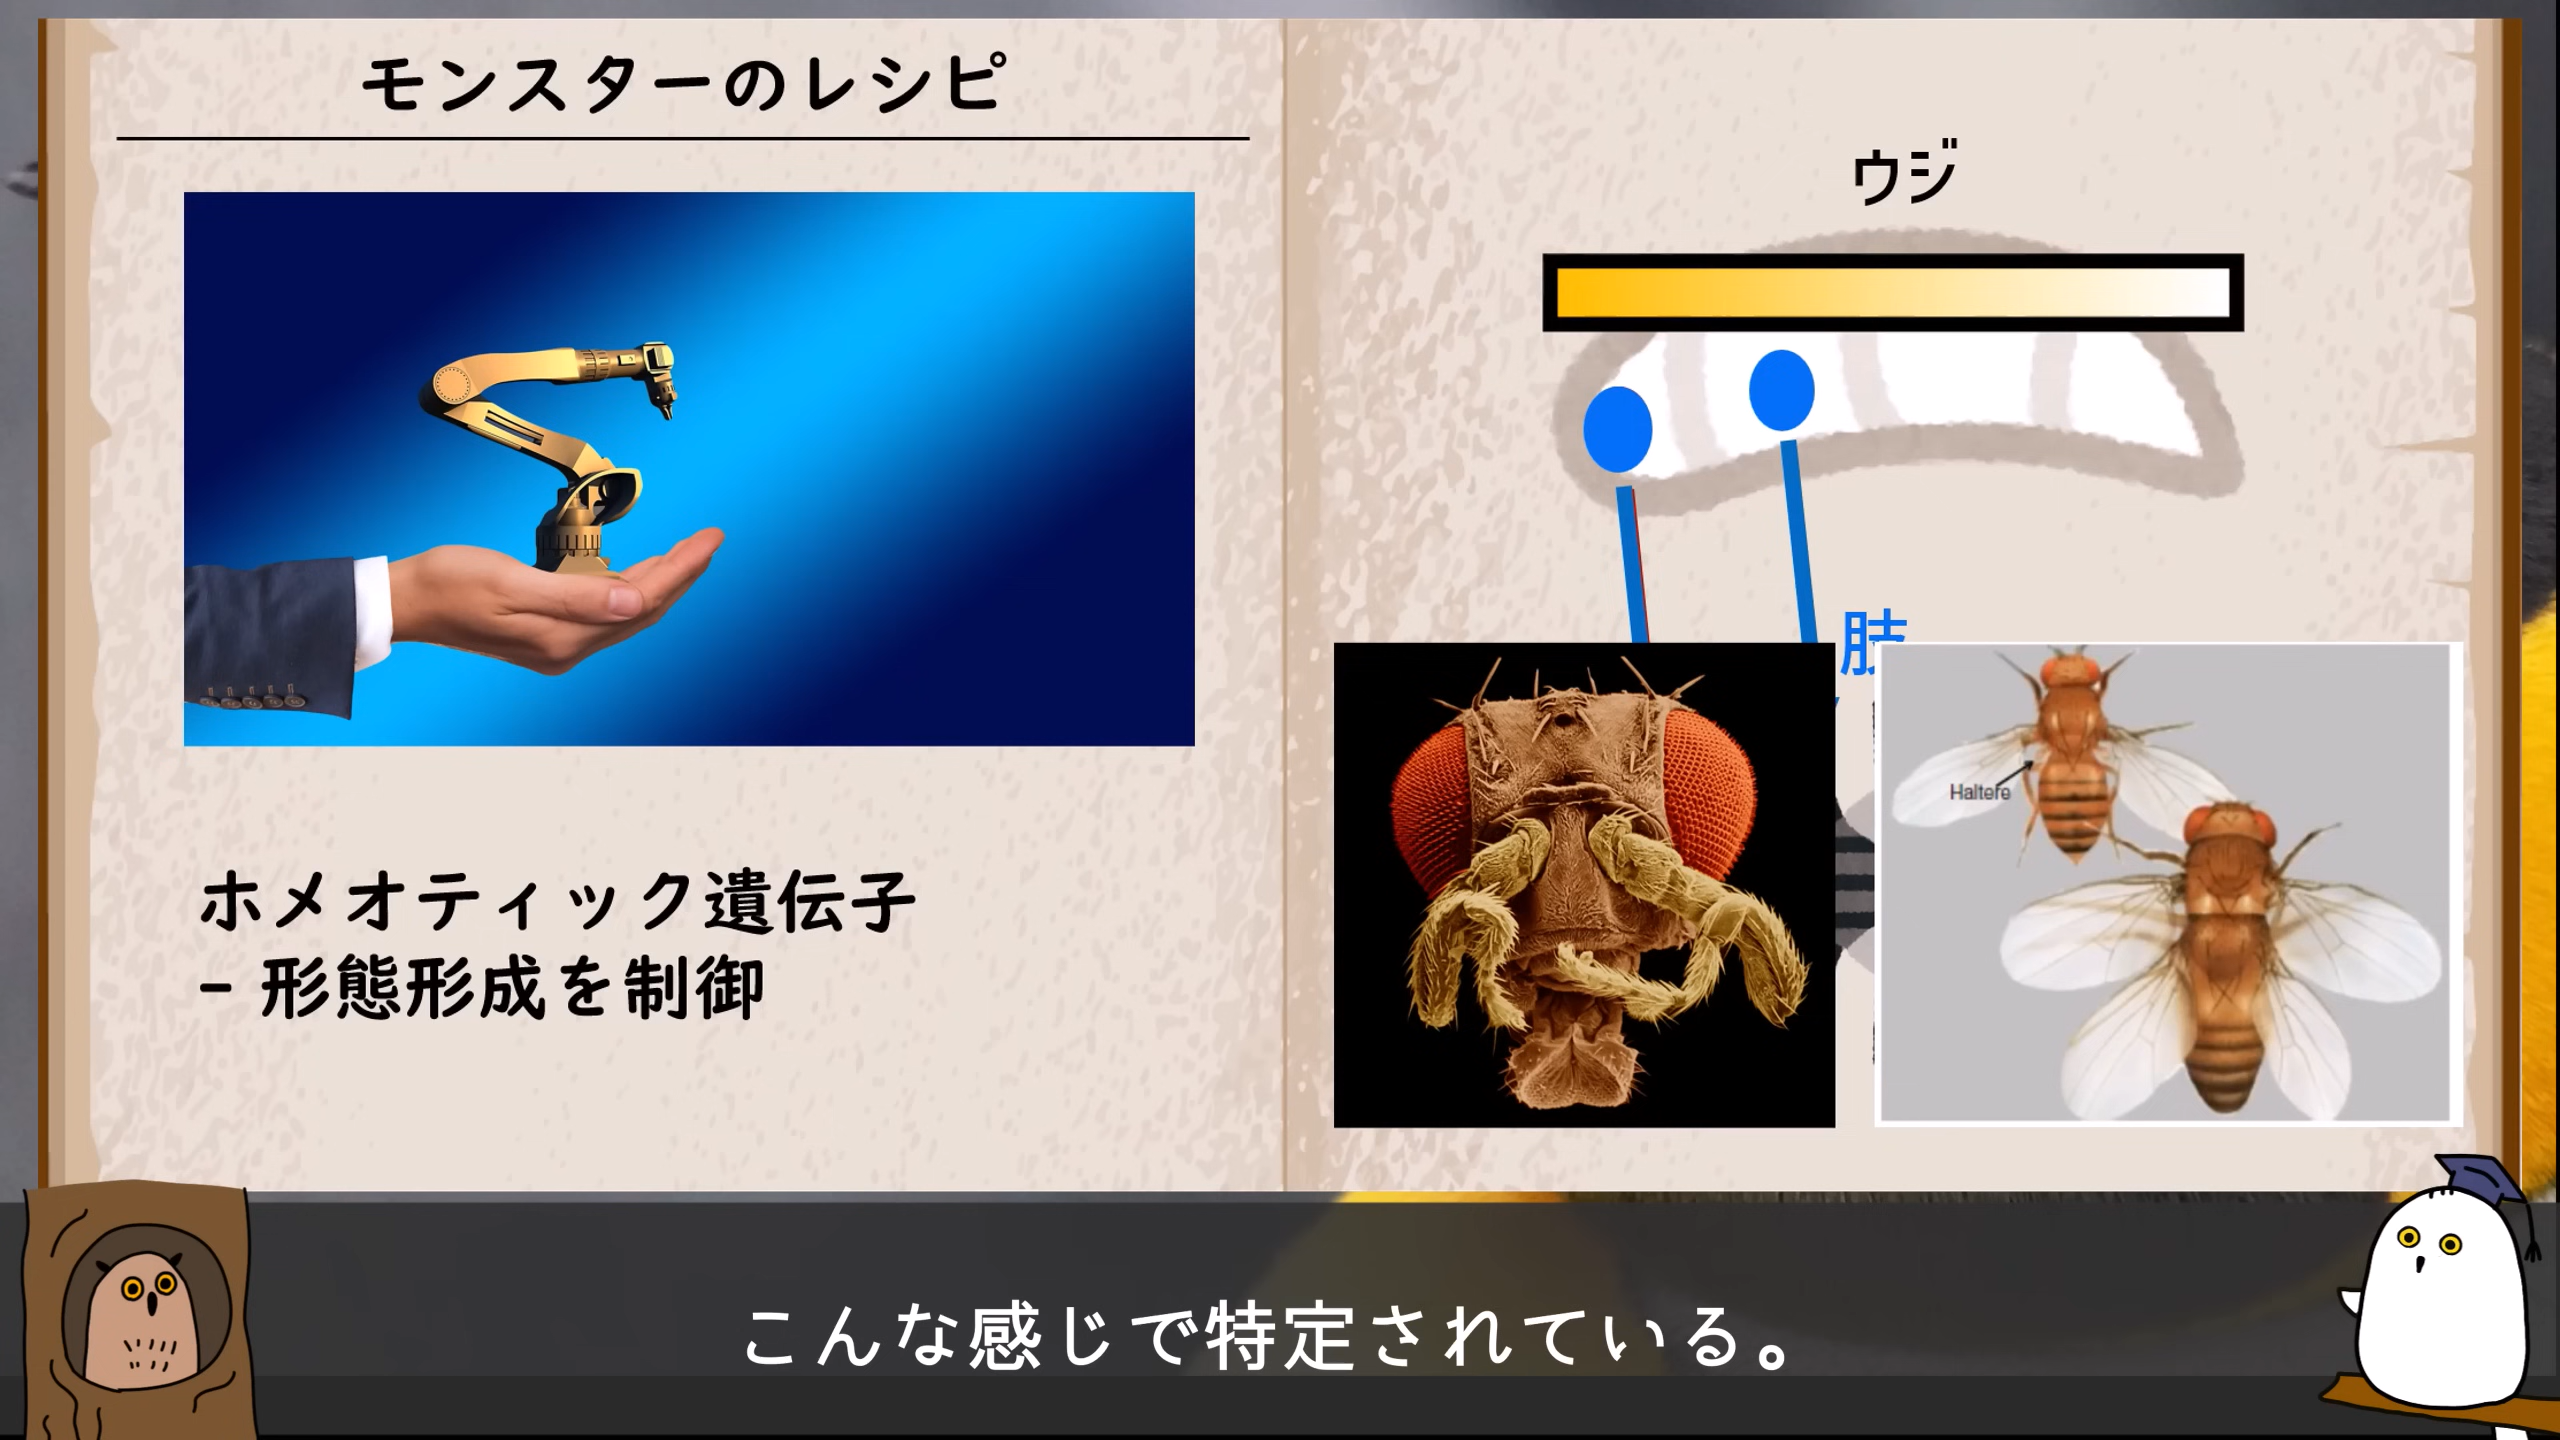 モンスターのレシピ
ホメオティック遺伝子
- 形態形成を制御
ウジ
肢
Haltere
こんな感じで特定されている。